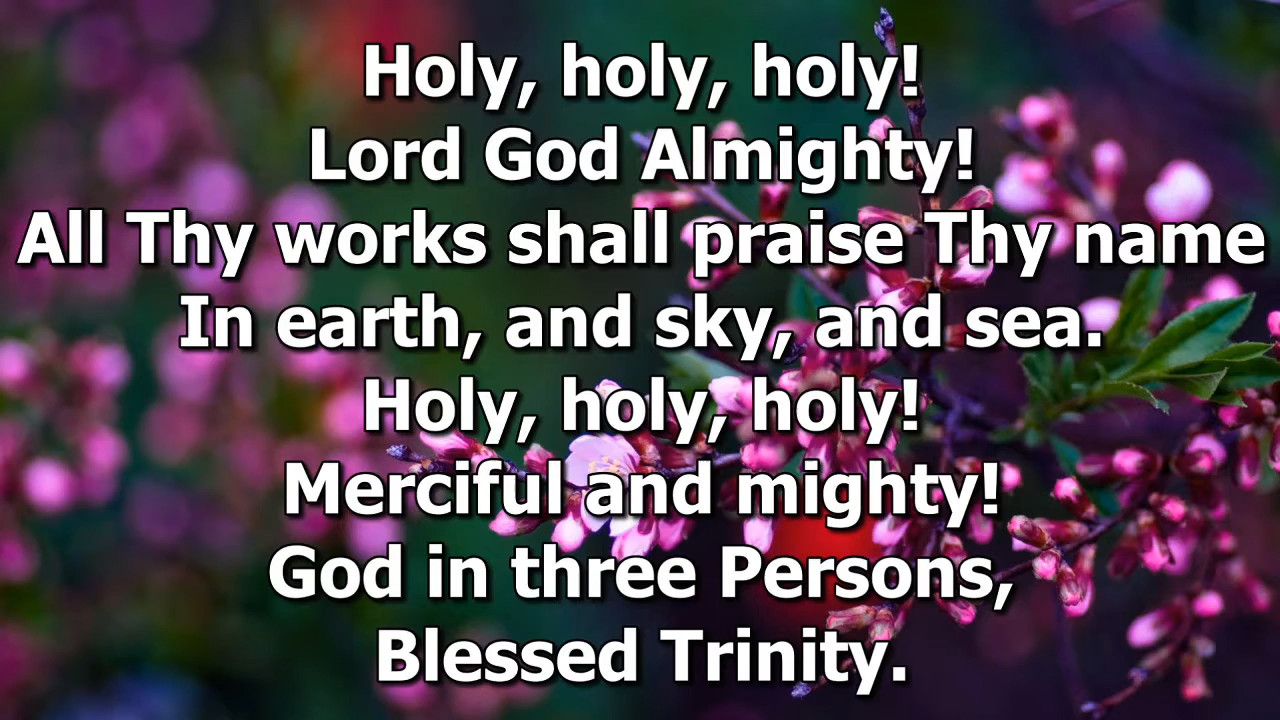 Holy, holy, holy!
Lord God Almighty!
All Thy works shall praise Thy name
In earth, and sky, and sea.
Holy, holy, holy!
Merciful and mighty!
God in three Persons,
Blessed Trinity.